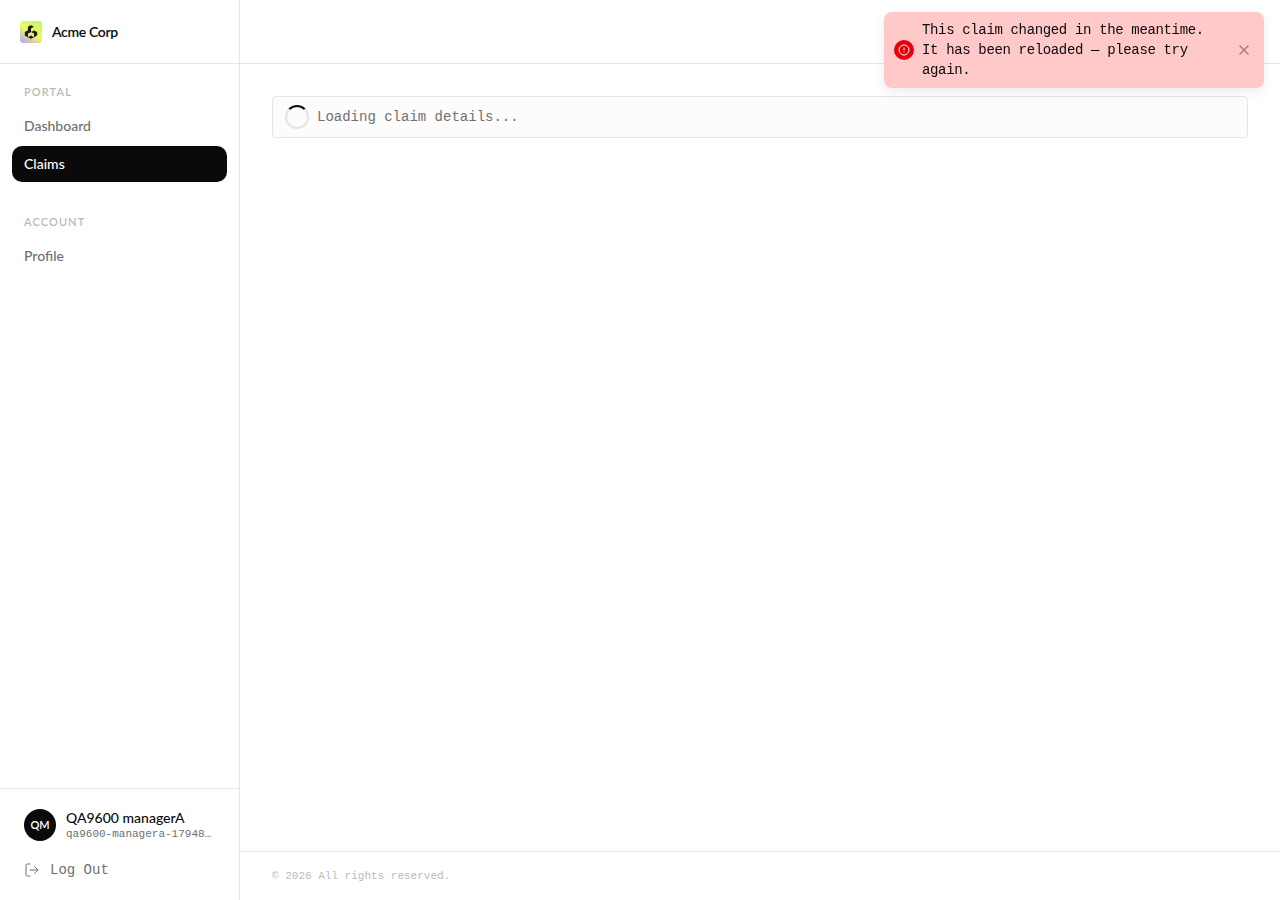 Acme Corp
This claim changed in the meantime.
It has been reloaded — please try
again.
PORTAL
Dashboard
Claims
ACCOUNT
Profile
Loading claim details...
QM
QA9600 managerA
qa9600-managera-17948…
Log Out
© 2026 All rights reserved.